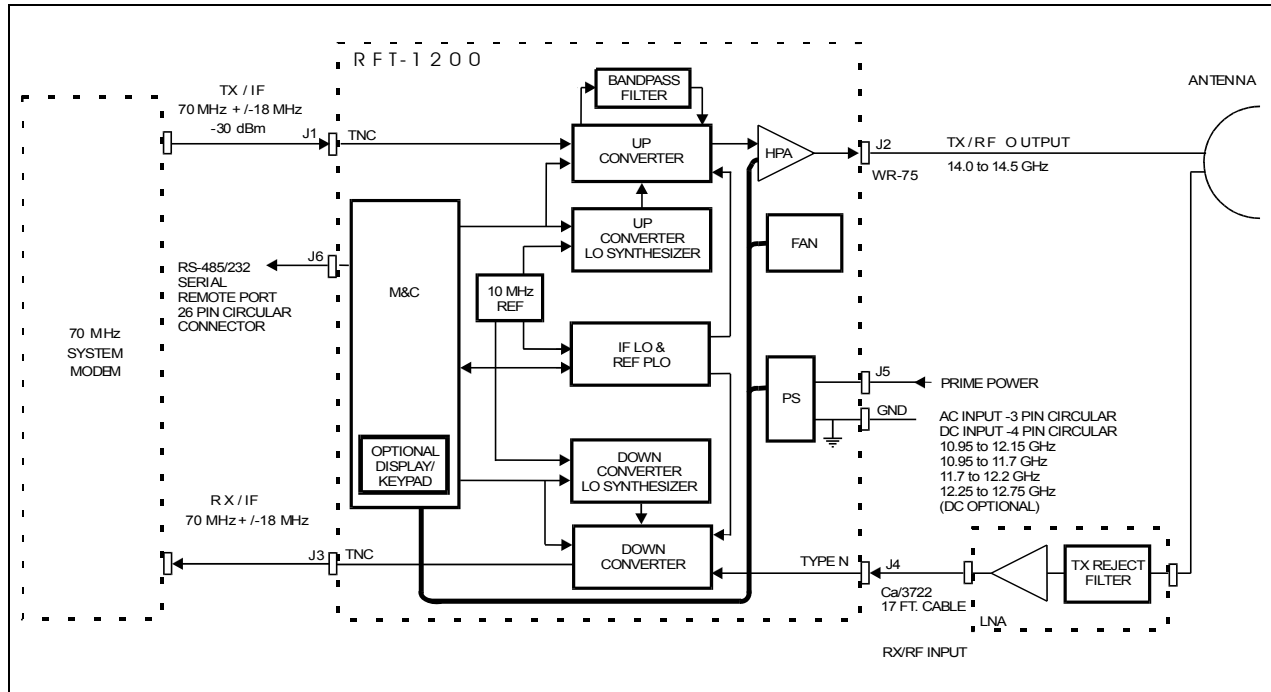 RFT-1200
BANDPASS
FILTER
ANTENNA
TX / IF
70 MHz + /-18 MHz
-30 dBm
J1
TNC
UP
CONVERTER
HPA
J2
TX / RF OUTPUT
14.0 to 14.5 GHz
WR-75
UP
CONVERTER
LO SYNTHESIZER
FAN
J6
RS-485/232
SERIAL
REMOTE PORT
26 PIN CIRCULAR
CONNECTOR
M&C
10 MHz
REF
70 MHz
SYSTEM
MODEM
IF LO &
REF PLO
PS
J5
PRIME POWER
GND
AC INPUT -3 PIN CIRCULAR
DC INPUT -4 PIN CIRCULAR
10.95 to 12.15 GHz
10.95 to 11.7 GHz
11.7 to 12.2 GHz
12.25 to 12.75 GHz
(DC OPTIONAL)
OPTIONAL
DISPLAY/
KEYPAD
DOWN
CONVERTER
LO SYNTHESIZER
RX / IF
70 MHz + /-18 MHz
J3
TNC
DOWN
CONVERTER
TYPE N
J4
Ca/3722
17 FT. CABLE
TX REJECT
FILTER
LNA
RX/RF INPUT